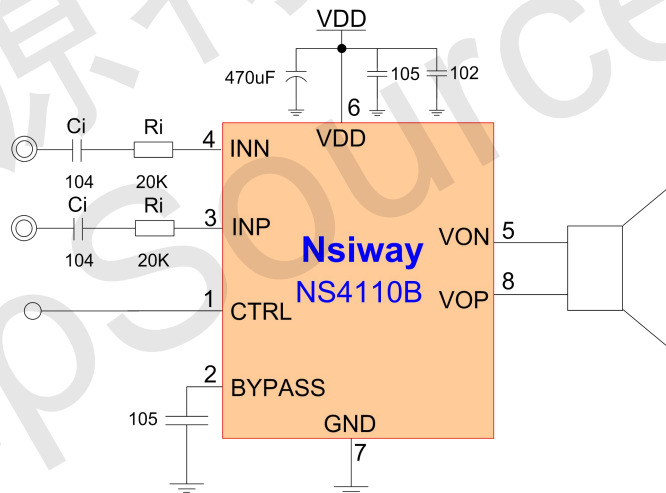 VDD
470uF
105
102
6
VDD
Ci
Ri
4
INN
104
20K
Ci
Ri
3
INP
104
20K
Nsiway
NS4110B
VON
5
VOP
8
1
CTRL
2
BYPASS
105
GND
7